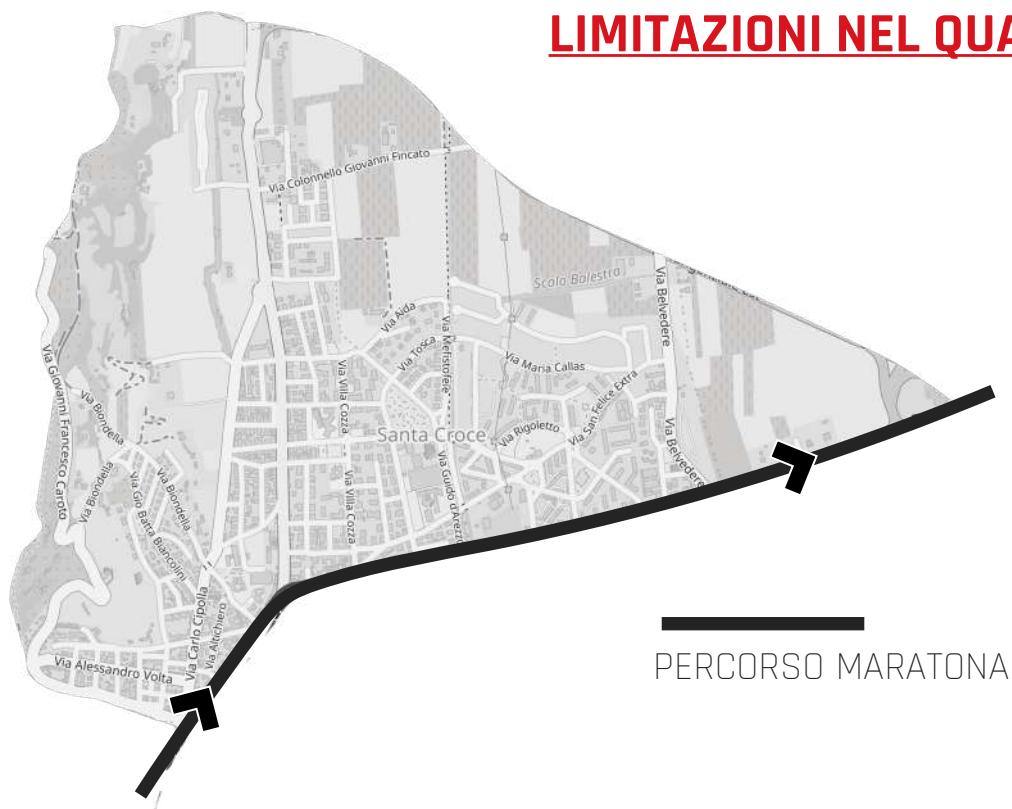 LIMITAZIONI NEL QUA
Via Colonnello Giovanni Fincato
Scolo Balestra
Via Belvedere
Via Aida
Via Tosca
Via Mefistofele
Via Maria Callas
Via Villa Cozza
Via San Felice Extra
Via Rigoletto
Santa Croce
Via Belvedere
Via Giovanni Francesco Caroto
Via Biondella
Via Biondella
Via Biondella
Via Gio Batta Biancolini
Via Villa Cozza
Via Guido d'Arezzo
Via Carlo Cipolla
Via Altichiero
Via Alessandro Volta
PERCORSO MARATONA